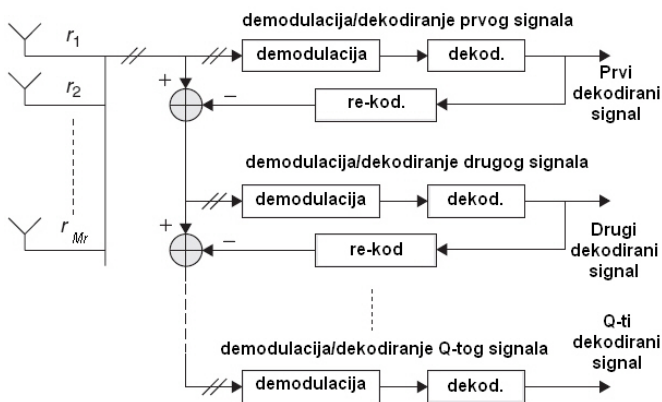 demodulacija/dekodiranje prvog signala
r1
demodulacija
dekod.
Prvi
dekodirani
signal
+
−
re-kod.
r2
demodulacija/dekodiranje drugog signala
demodulacija
dekod.
Drugi
dekodirani
signal
+
−
re-kod
r Mr
demodulacija/dekodiranje Q-tog signala
demodulacija
dekod.
Q-ti
dekodirani
signal